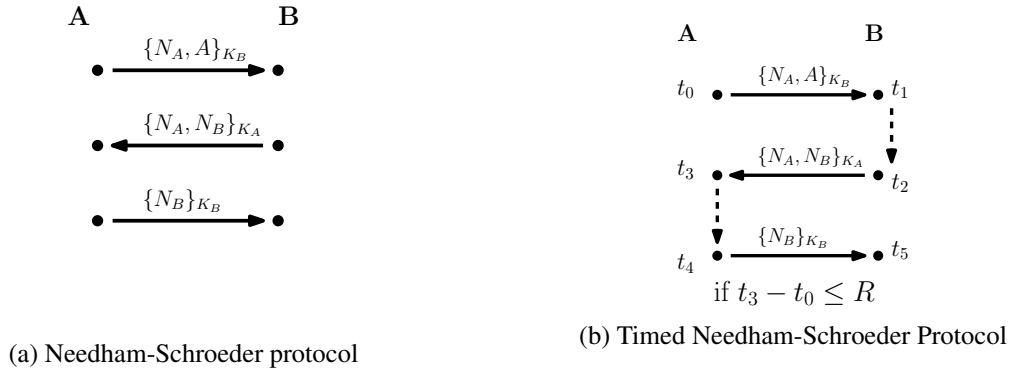 A B
{N_A, A}_{K_B}
{N_A, N_B}_{K_A}
{N_B}_{K_B}
(a) Needham-Schroeder protocol
A B
t_0 {N_A, A}_{K_B} t_1
t_3 {N_A, N_B}_{K_A} t_2
t_4 {N_B}_{K_B} t_5
if t_3 − t_0 ≤ R
(b) Timed Needham-Schroeder Protocol